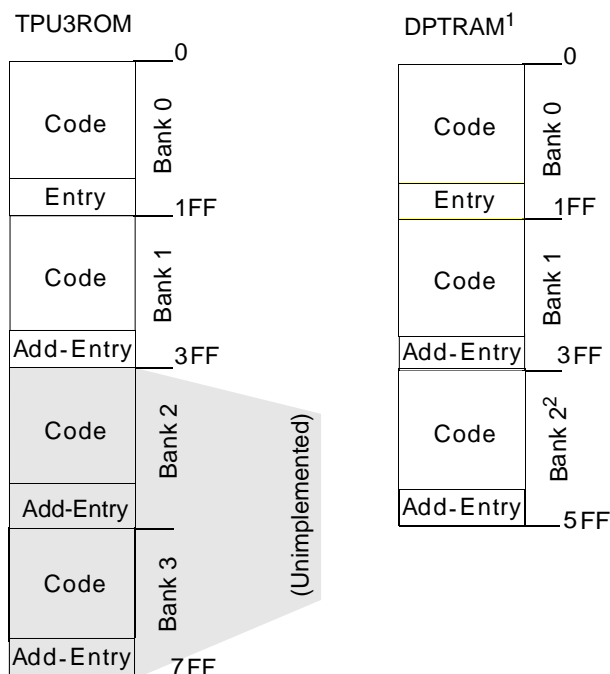 TPU3ROM
0
Code
Bank 0
Entry
1FF
Code
Bank 1
Add-Entry
3FF
Code
Bank 2
Add-Entry
Code
Bank 3
Add-Entry
7FF
(Unimplemented)
DPTRAM1
0
Code
Bank 0
Entry
1FF
Code
Bank 1
Add-Entry
3FF
Code
Bank 22
Add-Entry
5FF